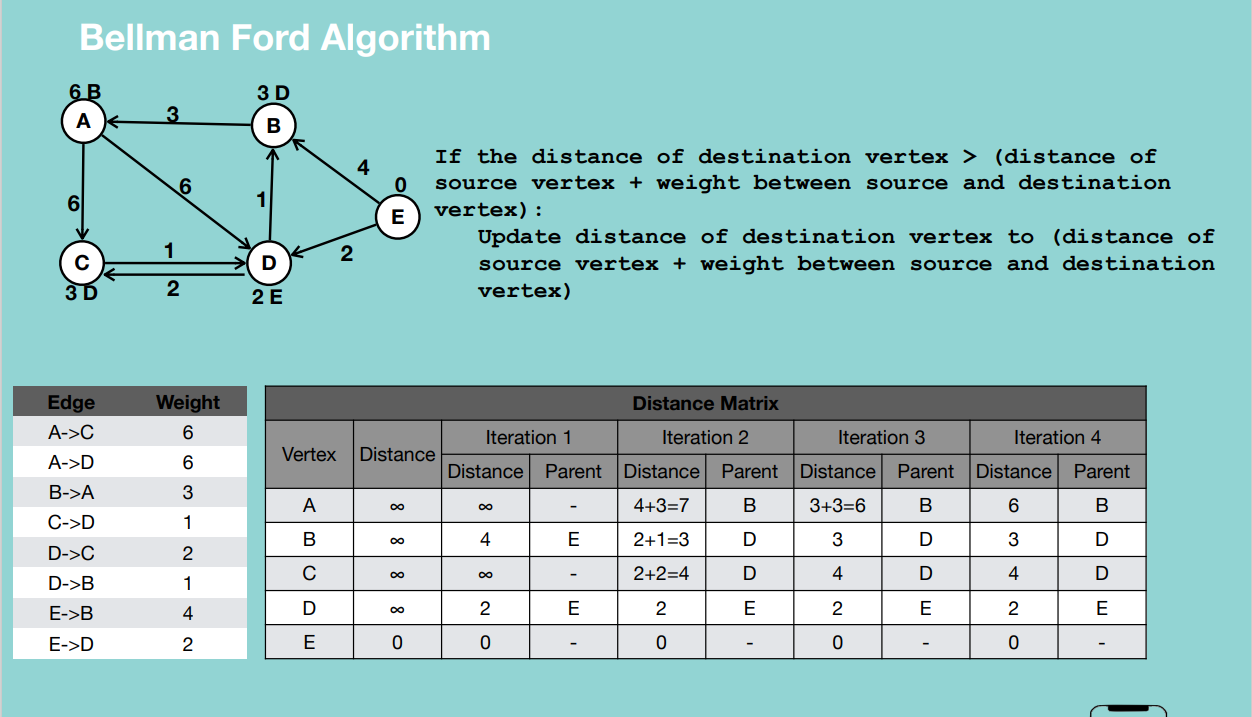 Bellman Ford Algorithm
6 B
3 D
A
3
B
4
0
6
6
1
E
C
1
D
2
2
3 D
2 E
If the distance of destination vertex > (distance of
source vertex + weight between source and destination
vertex):
Update distance of destination vertex to (distance of
source vertex + weight between source and destination
vertex)
Edge Weight
A->C 6
A->D 6
B->A 3
C->D 1
D->C 2
D->B 1
E->B 4
E->D 2
Distance Matrix
Vertex Distance Iteration 1 Iteration 2 Iteration 3 Iteration 4
Distance Parent Distance Parent Distance Parent Distance Parent
A ∞ ∞ - 4+3=7 B 3+3=6 B 6 B
B ∞ 4 E 2+1=3 D 3 D 3 D
C ∞ ∞ - 2+2=4 D 4 D 4 D
D ∞ 2 E 2 E 2 E 2 E
E 0 0 - 0 - 0 - 0 -